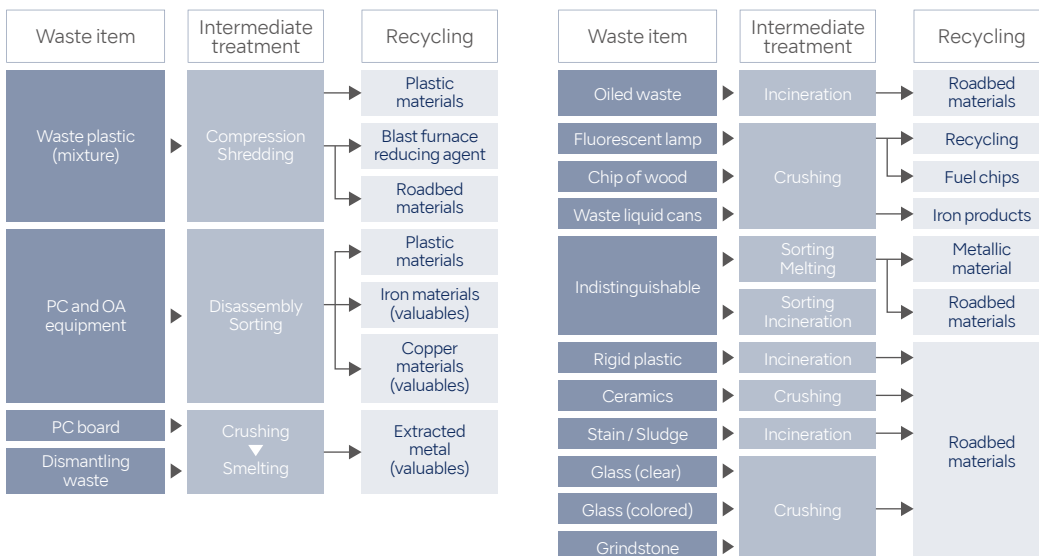 Waste item
Intermediate
treatment
Recycling
Waste plastic
(mixture)
Compression
Shredding
Plastic
materials
Blast furnace
reducing agent
Roadbed
materials
PC and OA
equipment
Disassembly
Sorting
Plastic
materials
Iron materials
(valuables)
Copper
materials
(valuables)
PC board
Dismantling
waste
Crushing
Smelting
Extracted
metal
(valuables)
Waste item
Intermediate
treatment
Recycling
Oiled waste
Incineration
Roadbed
materials
Fluorescent lamp
Chip of wood
Waste liquid cans
Crushing
Recycling
Fuel chips
Iron products
Indistinguishable
Sorting
Melting
Sorting
Incineration
Metallic
material
Roadbed
materials
Rigid plastic
Incineration
Ceramics
Crushing
Stain / Sludge
Incineration
Glass (clear)
Glass (colored)
Grindstone
Crushing
Roadbed
materials